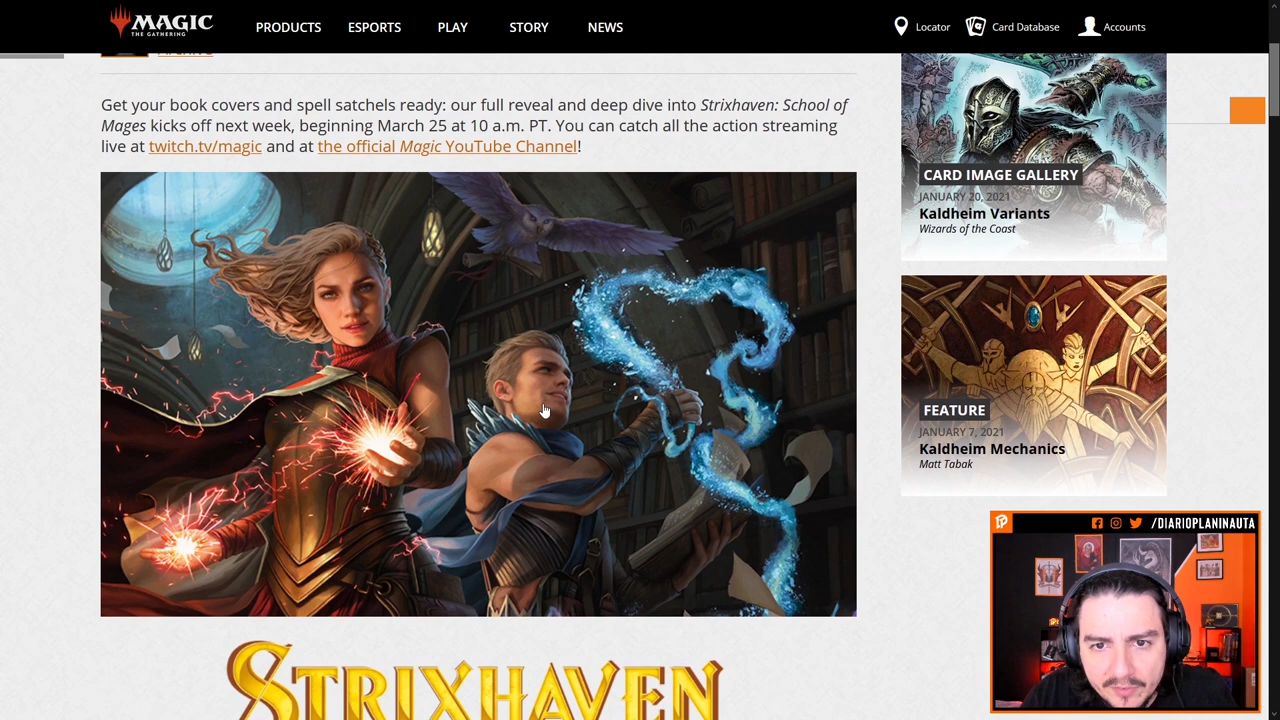 MAGIC
THE GATHERING
PRODUCTS
ESPORTS
PLAY
STORY
NEWS
Locator
Card Database
Accounts
Archive
Get your book covers and spell satchels ready: our full reveal and deep dive into Strixhaven: School of
Mages kicks off next week, beginning March 25 at 10 a.m. PT. You can catch all the action streaming
live at twitch.tv/magic and at the official Magic YouTube Channel!
STRIXHAVEN
CARD IMAGE GALLERY
JANUARY 20, 2021
Kaldheim Variants
Wizards of the Coast
FEATURE
JANUARY 7, 2021
Kaldheim Mechanics
Matt Tabak
/DIARIOPLANINAUTA